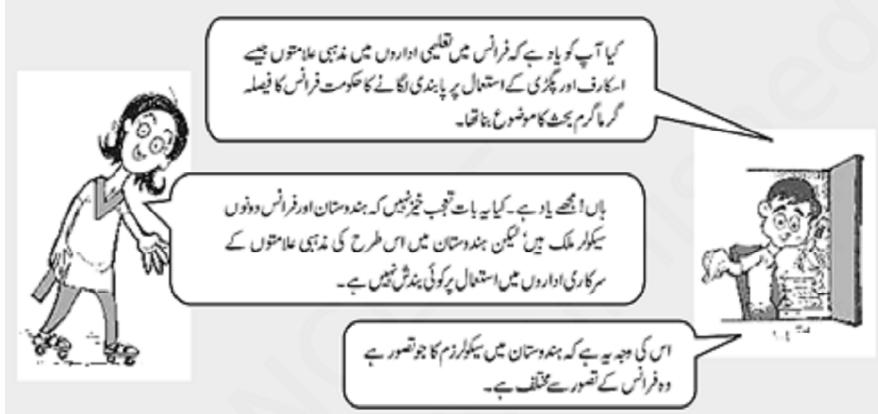 کیا آپ کو یاد ہے کہ فرانس میں تعلیمی اداروں میں مذہبی علامتوں جیسے
اسکارف اور پگڑی کے استعمال پر پابندی لگانے کا حکومت فرانس کا فیصلہ
گرما گرم بحث کا موضوع بنا تھا۔
ہاں! مجھے یاد ہے۔ کیا یہ بات تعجب خیز نہیں کہ ہندوستان اور فرانس دونوں
سیکولر ملک ہیں‘ لیکن ہندوستان میں اس طرح کی مذہبی علامتوں کے
سرکاری اداروں میں استعمال پر کوئی بندش نہیں ہے۔
اس کی وجہ یہ ہے کہ ہندوستان میں سیکولرزم کا جو تصور ہے
وہ فرانس کے تصور سے مختلف ہے۔